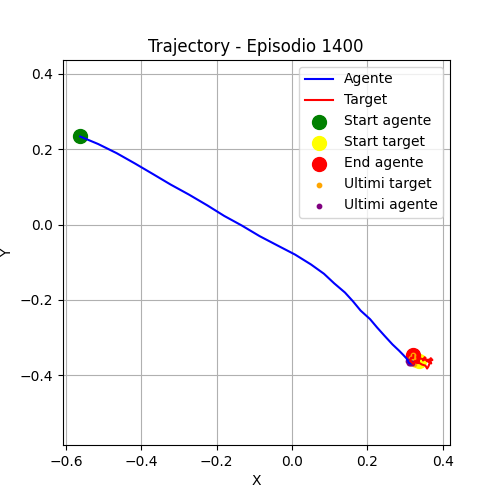 Trajectory - Episodio 1400
Agente
Target
Start agente
Start target
End agente
Ultimi target
Ultimi agente
0.4
0.2
0.0
−0.2
−0.4
Y
−0.6
−0.4
−0.2
0.0
0.2
0.4
X